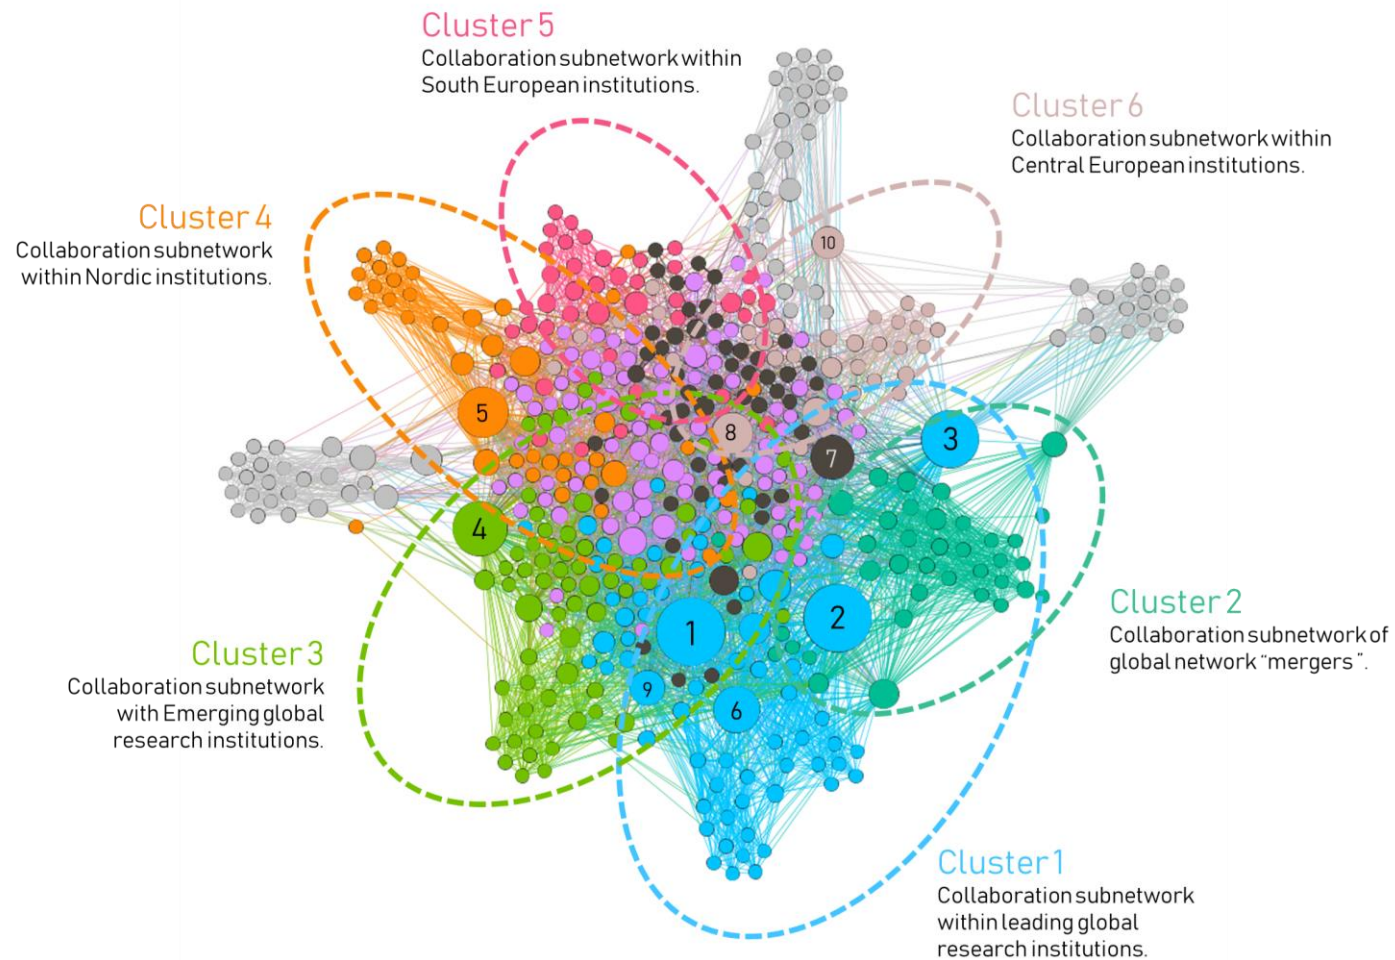 Cluster 5
Collaboration subnetwork within
South European institutions.
Cluster 6
Collaboration subnetwork within
Central European institutions.
Cluster 4
Collaboration subnetwork
within Nordic institutions.
10
5
8
7
3
4
1
2
9
6
Cluster 2
Collaboration subnetwork of
global network “mergers”.
Cluster 3
Collaboration subnetwork
with Emerging global
research institutions.
Cluster 1
Collaboration subnetwork
within leading global
research institutions.